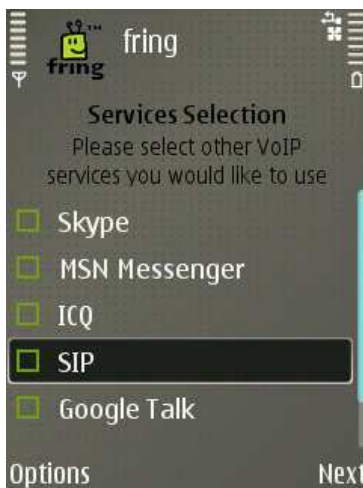 fring™
fring
Services Selection
Please select other VoIP
services you would like to use
Skype
MSN Messenger
ICQ
SIP
Google Talk
Options Next